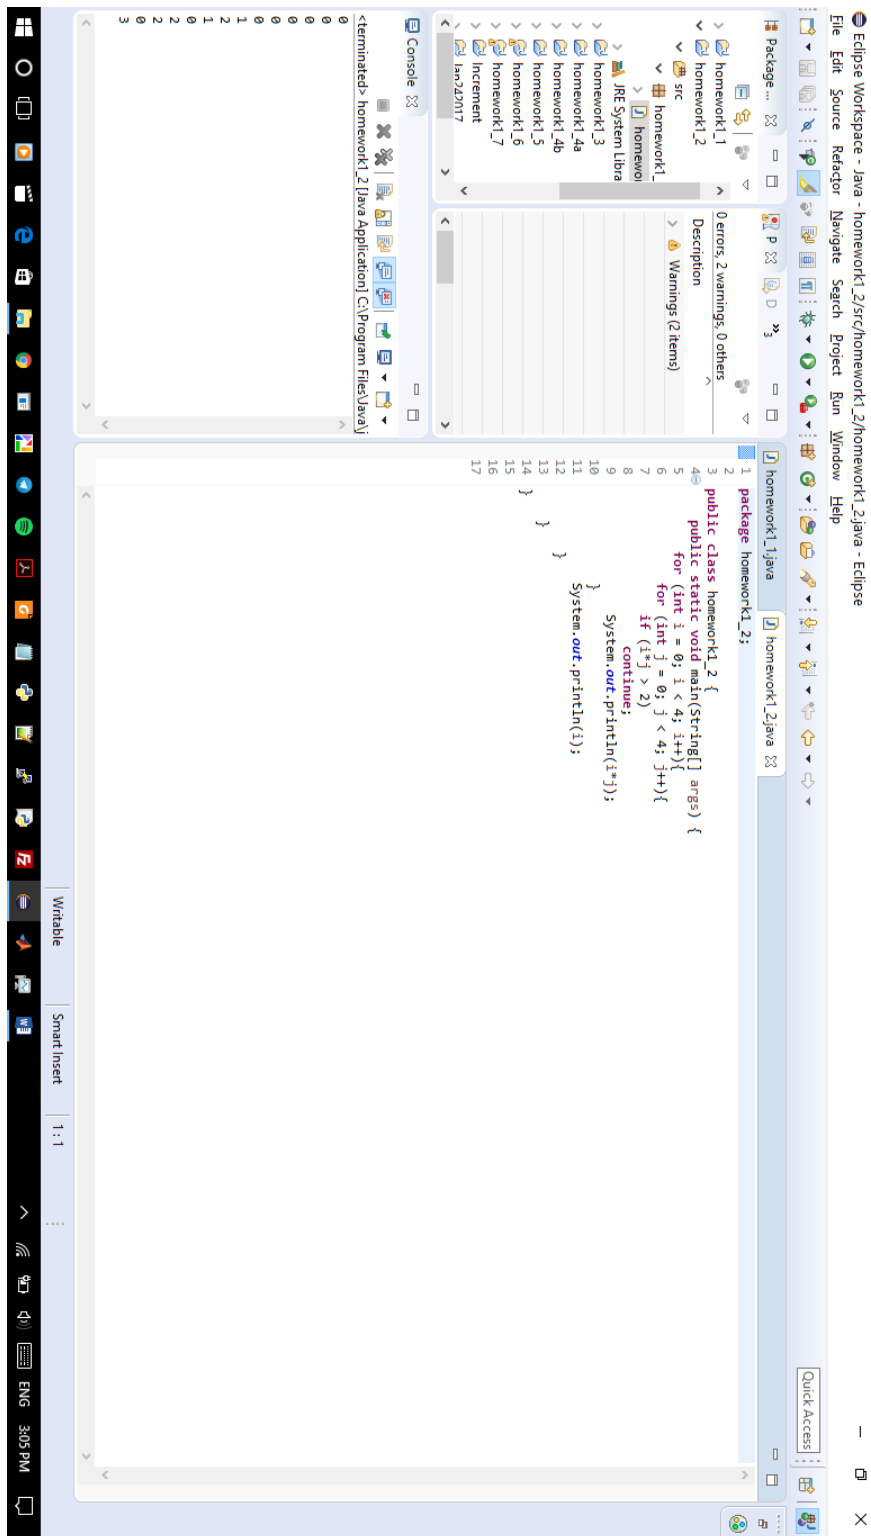 Eclipse Workspace - Java - homework1_2/src/homework1_2/homework1_2.java - Eclipse
File Edit Source Refactor Navigate Search Project Run Window Help
Quick Access
Package ...
homework1_1
homework1_2
src
homework1_
homewor
JRE System Libra
homework1_3
homework1_4a
homework1_4b
homework1_5
homework1_6
homework1_7
Increment
Jan242017
P
D
3
0 errors, 2 warnings, 0 others
Description
Warnings (2 items)
Console
<terminated> homework1_2 [Java Application] C:\Program Files\Java\j
0
0
0
0
0
0
0
1
2
1
0
2
2
0
3
homework1_1.java
homework1_2.java
1 package homework1_2;
2
3 public class homework1_2 {
4 public static void main(String[] args) {
5 for (int i = 0; i < 4; i++){
6 for (int j = 0; j < 4; j++){
7 if (i*j > 2)
8 continue;
9 System.out.println(i*j);
10 }
11 System.out.println(i);
12 }
13 }
14 }
15
16
17
Writable
Smart Insert
1 : 1
ENG
3:05 PM